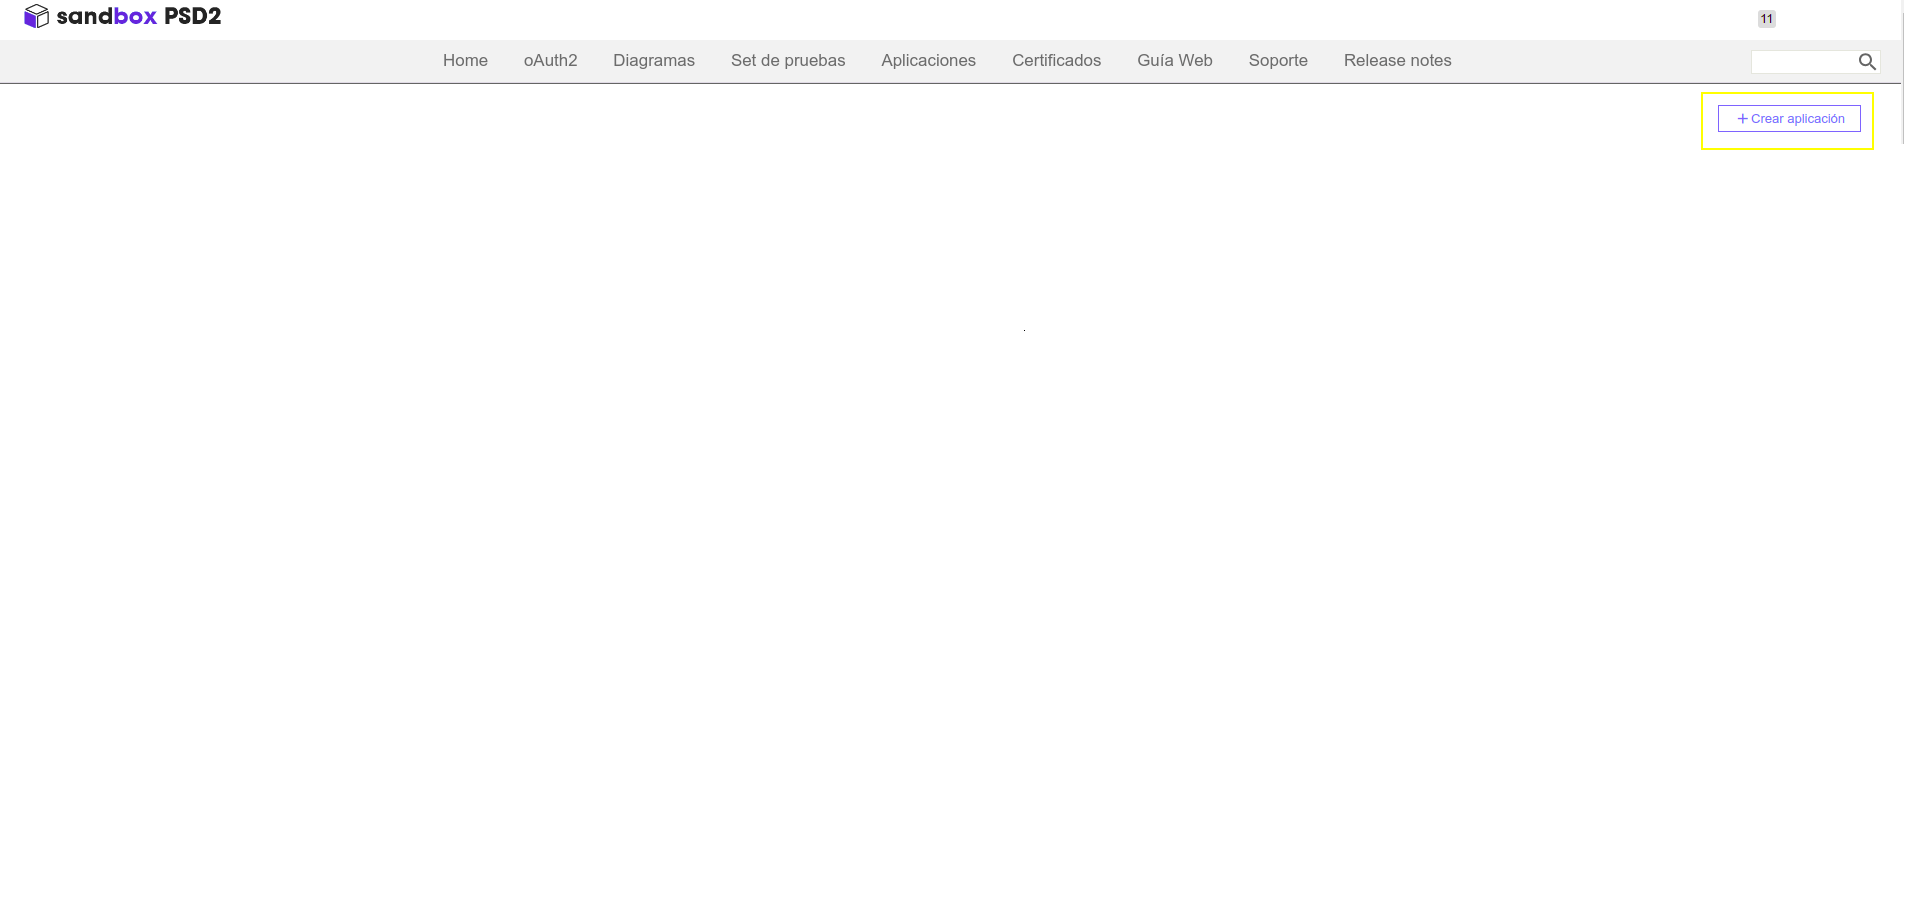 sandbox PSD2
11
Home oAuth2 Diagramas Set de pruebas Aplicaciones Certificados Guía Web Soporte Release notes
+ Crear aplicación